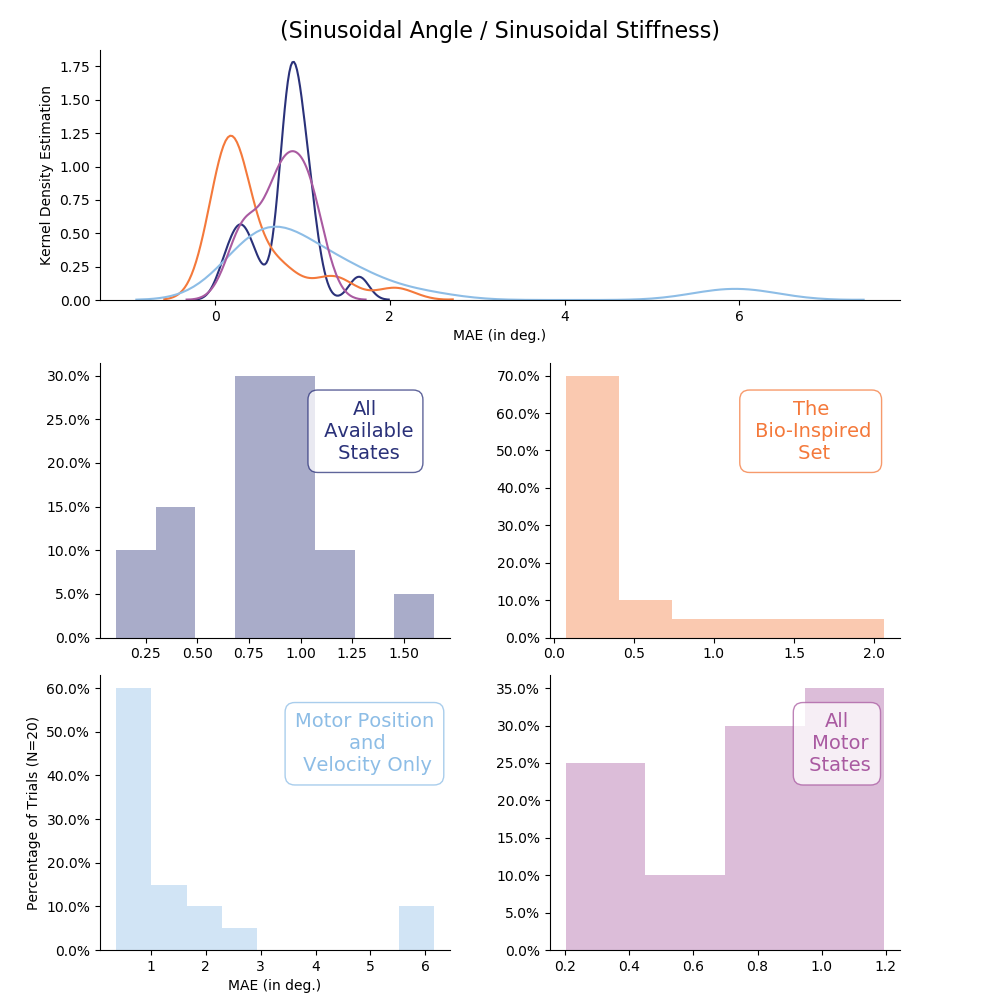 (Sinusoidal Angle / Sinusoidal Stiffness)
Kernel Density Estimation
1.75
1.50
1.25
1.00
0.75
0.50
0.25
0.00
0 2 4 6
MAE (in deg.)
30.0%
25.0%
20.0%
15.0%
10.0%
5.0%
0.0%
0.25 0.50 0.75 1.00 1.25 1.50
All
Available
States
70.0%
60.0%
50.0%
40.0%
30.0%
20.0%
10.0%
0.0%
0.0 0.5 1.0 1.5 2.0
The
Bio-Inspired
Set
Percentage of Trials (N=20)
60.0%
50.0%
40.0%
30.0%
20.0%
10.0%
0.0%
1 2 3 4 5 6
MAE (in deg.)
Motor Position
and
Velocity Only
35.0%
30.0%
25.0%
20.0%
15.0%
10.0%
5.0%
0.0%
0.2 0.4 0.6 0.8 1.0 1.2
All
Motor
States